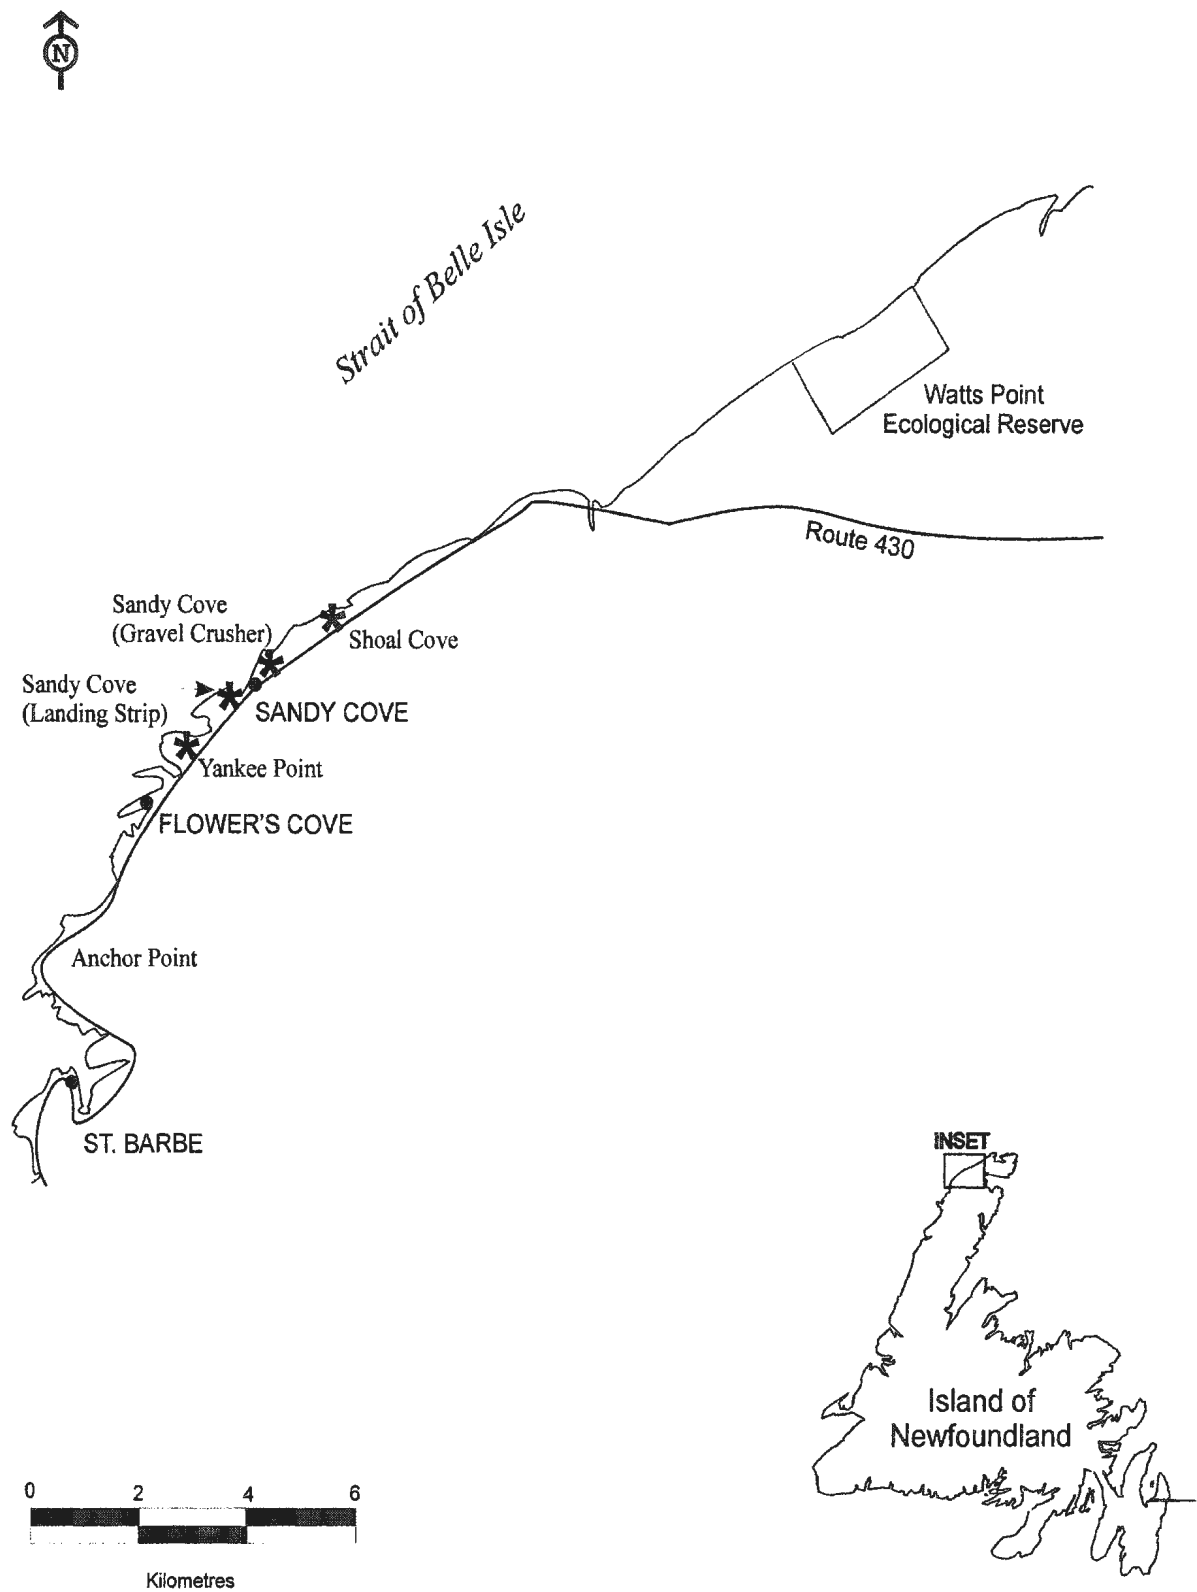 N
Strait of Belle Isle
Watts Point
Ecological Reserve
Route 430
Sandy Cove
(Gravel Crusher)
Shoal Cove
Sandy Cove
(Landing Strip)
SANDY COVE
Yankee Point
FLOWER'S COVE
Anchor Point
ST. BARBE
INSET
Island of
Newfoundland
0 2 4 6
Kilometres